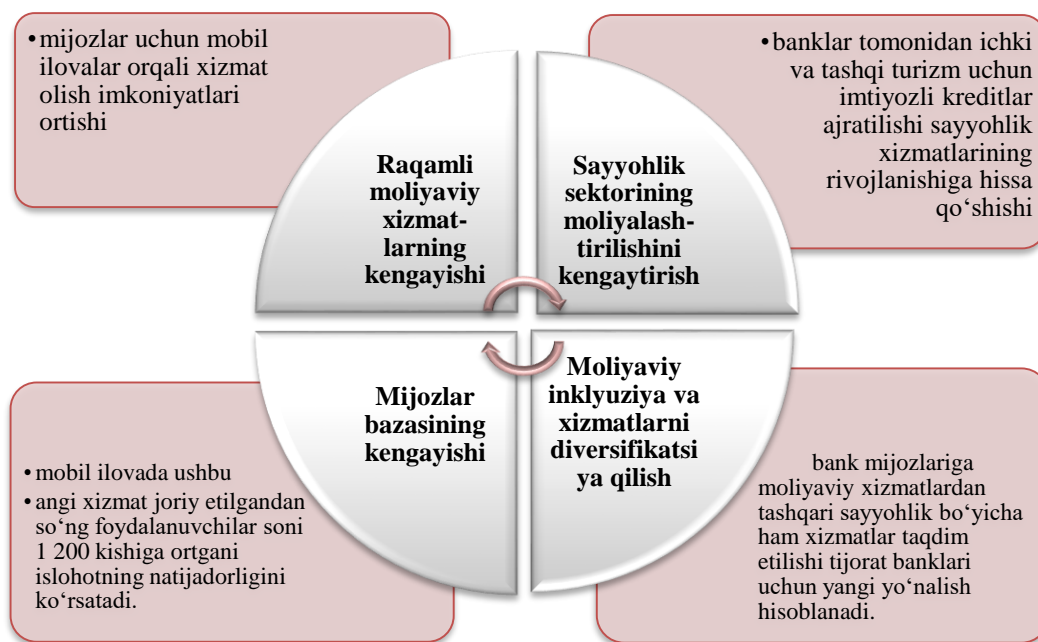 •mijozlar uchun mobil
ilovalar orqali xizmat
olish imkoniyatlari
ortishi
•banklar tomonidan ichki
va tashqi turizm uchun
imtiyozli kreditlar
ajratilishi sayyohlik
xizmatlarining
rivojlanishiga hissa
qo‘shishi
Raqamli
moliyaviy
xizmat-
larning
kengayishi
Sayyohlik
sektorining
moliyalash-
tirilishini
kengaytirish
Mijozlar
bazasining
kengayishi
Moliyaviy
inklyuziya va
xizmatlarni
diversifikatsi
ya qilish
•mobil ilovada ushbu
•angi xizmat joriy etilgandan
so‘ng foydalanuvchilar soni
1 200 kishiga ortgani
islohotning natijadorligini
ko‘rsatadi.
bank mijozlariga
moliyaviy xizmatlardan
tashqari sayyohlik bo‘yicha
ham xizmatlar taqdim
etilishi tijorat banklari
uchun yangi yo‘nalish
hisoblanadi.